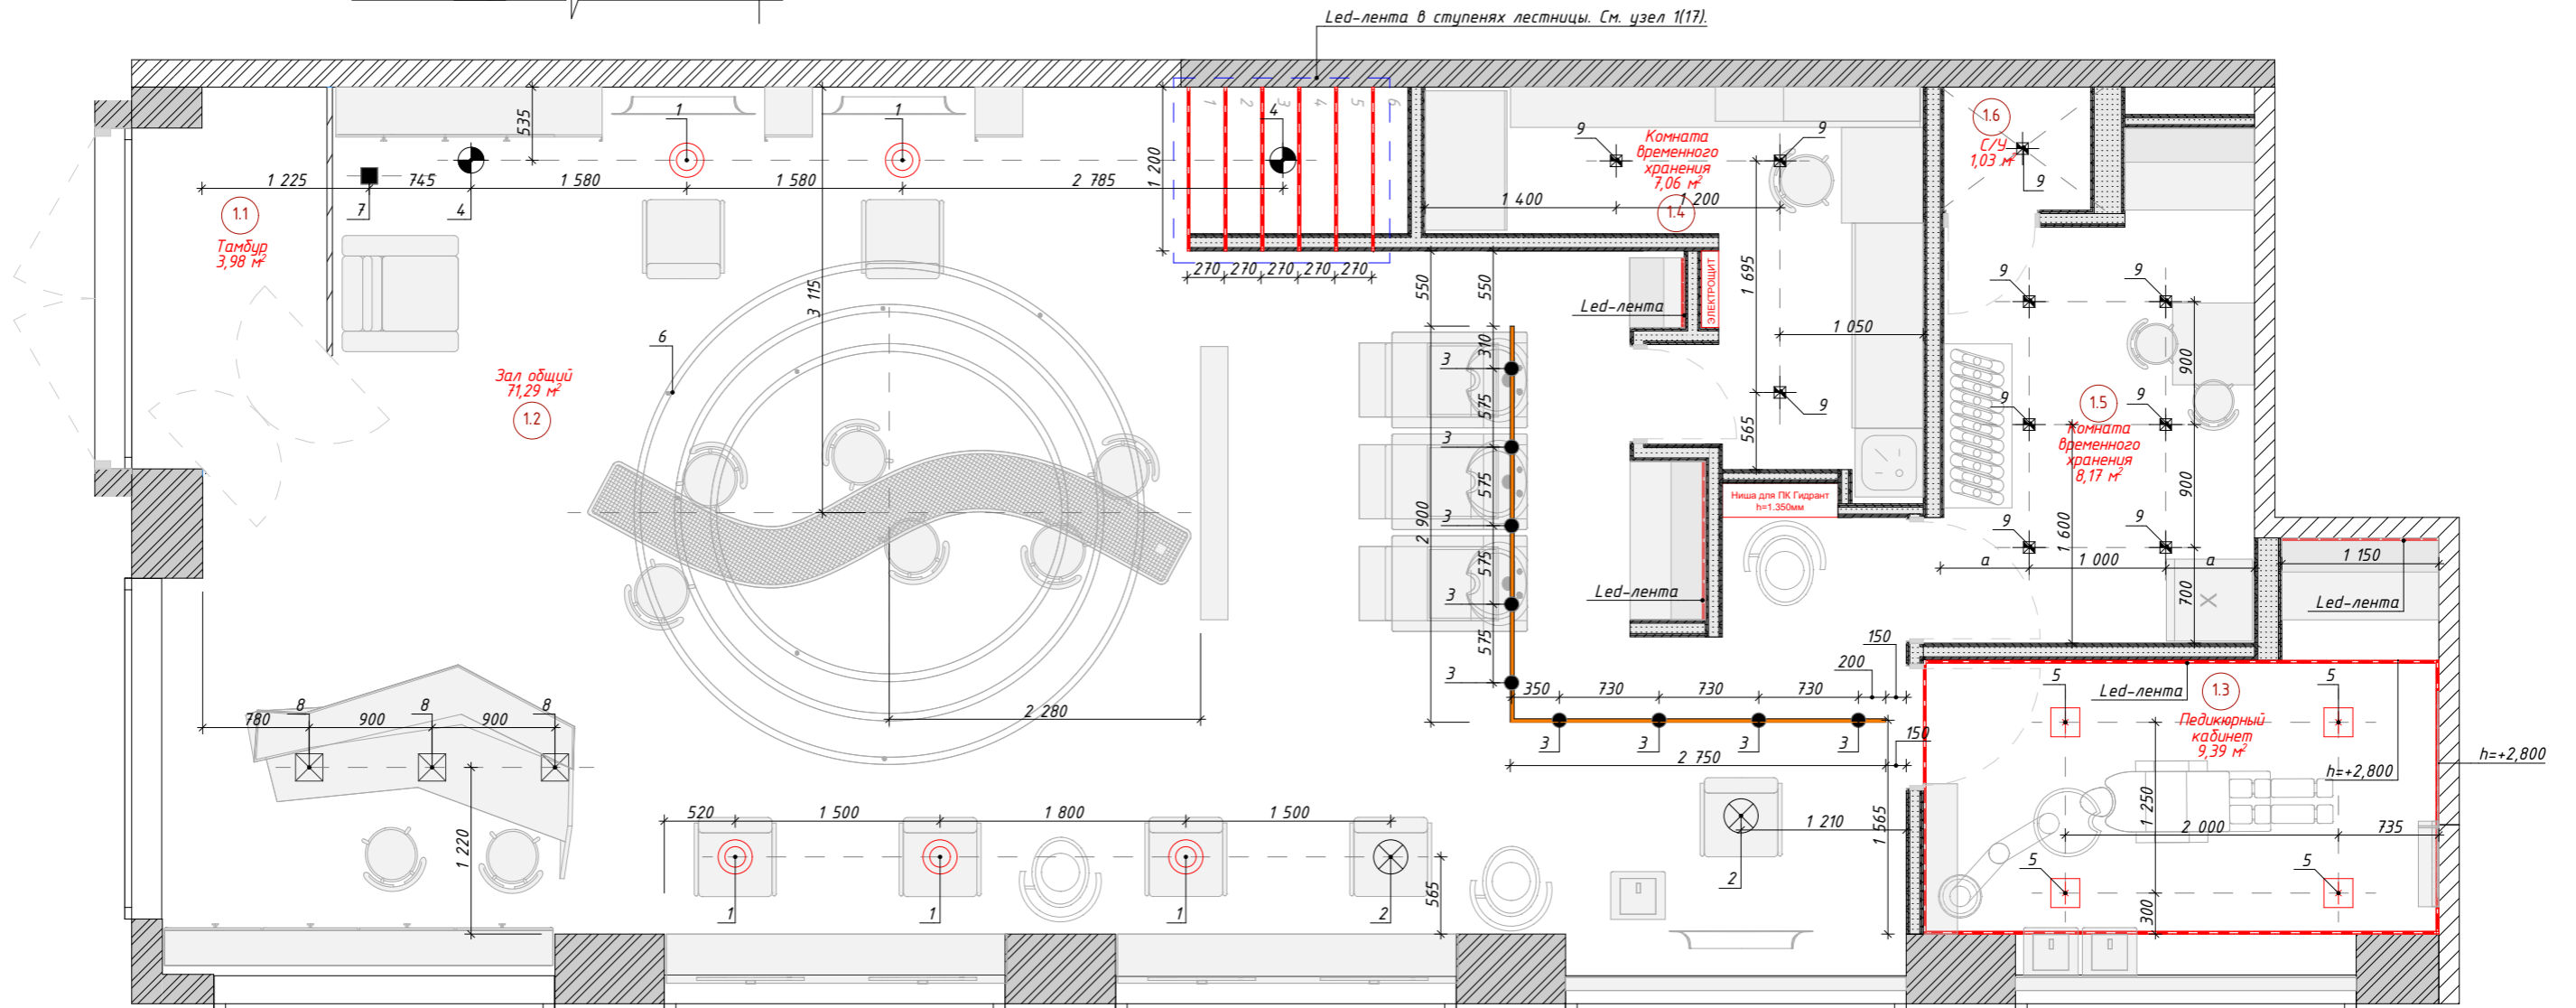 Led-лента в ступенях лестницы. См. узел 1(17).
1 2 3 4 5 6
535
1 1 4
1 200
1 225 745 1 580 1 580 2 785
7 4
1.1
Тамбур
3,98 м²
270 270 270 270 270
3 115
6
Зал общий
71,29 м²
1.2
9 9
Комната
временного
хранения
7,06 м²
1.4
1 400 1 200
1 695
1 050
565
9
ЭЛЕКТРОЩИТ
Led-лента
550 550
310
575
575
575
575
2 900
3
3
3
3
3
Ниша для ПК Гидрант
h=1.350мм
Led-лента
1.6
С/У
1,03 м²
9
9 9
9 9
9 9
1.5
Комната
временного
хранения
8,17 м²
900
900
700
1 600
а 1 000 а
X
1 150
Led-лента
150
200
350 730 730 730
3 3 3 3
2 750
150
2 280
780 900 900
8 8 8
1 220
520 1 500 1 800 1 500
1 1 1 2
565
2
1 210
1 565
Led-лента
1.3
Педикюрный
кабинет
9,39 м²
5 5
5 5
h=+2,800
h=+2,800
1 250
2 000 735
300